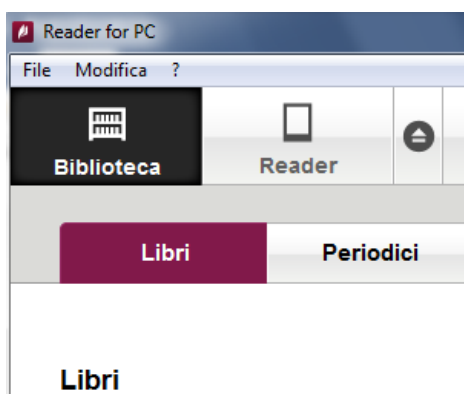 Reader for PC
File Modifica ?
Biblioteca Reader
Libri Periodici
Libri